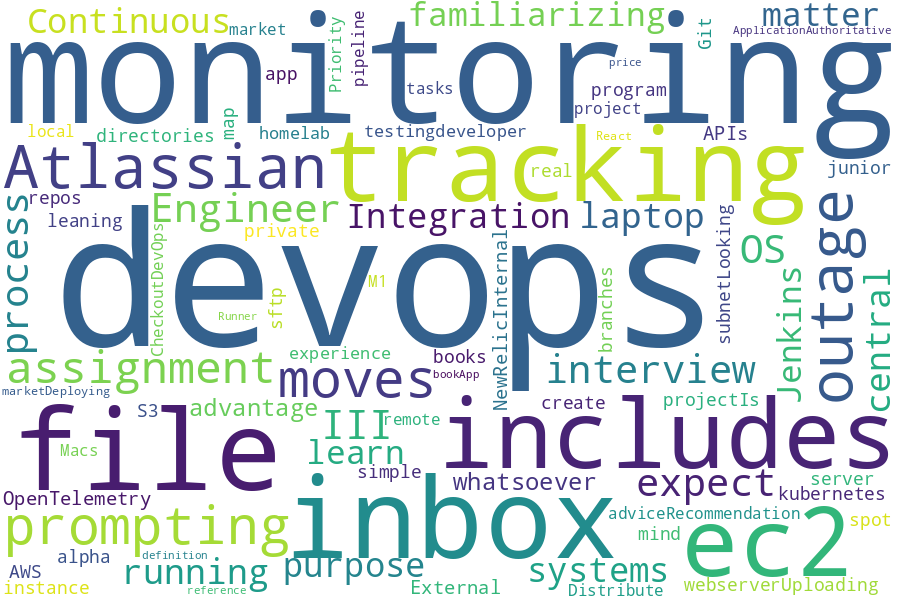 Continuous
market
familiarizing
matter
ApplicationAuthoritative
monitoring
Priority
pipeline
Git
price
app
tasks
program
project
local
directories
map
homelab
testingdeveloper
React
APIs
junior
Atlassian
tracking
real
repos
leaning
Engineer
private
Integration
laptop
OS
process
CheckoutDevOps
devops
M1
sftp
Runner
NewRelicInternal
branches
subnetLooking
Jenkins
outage
central
assignment
experience
books
bookApp
moves
interview
marketDeploying
S3
advantage
III
remote
create
projectIs
file
includes
Macs
learn
simple
whatsoever
expect
server
kubernetes
OpenTelemetry
prompting
inbox
adviceRecommendation
mind
ec2
spot
AWS
alpha
definition
running
purpose
systems
instance
reference
External
Distribute
webserverUploading